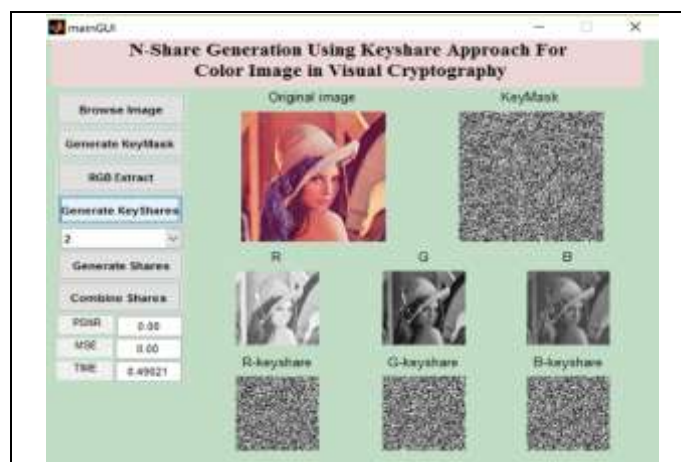 mainGUI
N-Share Generation Using Keyshare Approach For
Color Image in Visual Cryptography
Browse Image
Generate KeyMask
RGB Extract
Generate KeyShares
2
Generate Shares
Combine Shares
PSNR 0.00
MSE 0.00
TIME 0.49021
Original image
KeyMask
R G B
R-keyshare G-keyshare B-keyshare